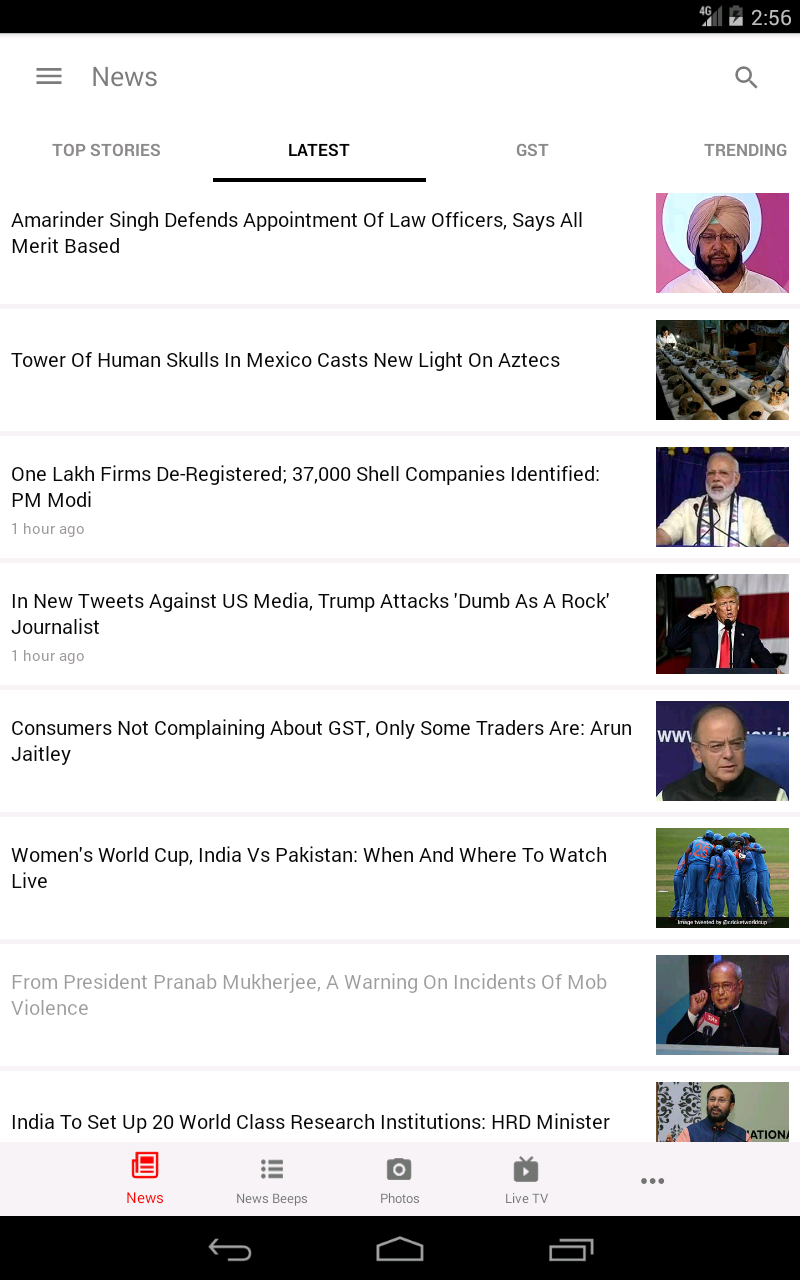 4G 2:56
News
TOP STORIES LATEST GST TRENDING
Amarinder Singh Defends Appointment Of Law Officers, Says All
Merit Based
Tower Of Human Skulls In Mexico Casts New Light On Aztecs
One Lakh Firms De-Registered; 37,000 Shell Companies Identified:
PM Modi
1 hour ago
In New Tweets Against US Media, Trump Attacks 'Dumb As A Rock'
Journalist
1 hour ago
Consumers Not Complaining About GST, Only Some Traders Are: Arun
Jaitley
Women's World Cup, India Vs Pakistan: When And Where To Watch
Live
Image tweeted by @cricketworldcup
From President Pranab Mukherjee, A Warning On Incidents Of Mob
Violence
India To Set Up 20 World Class Research Institutions: HRD Minister
News News Beeps Photos Live TV